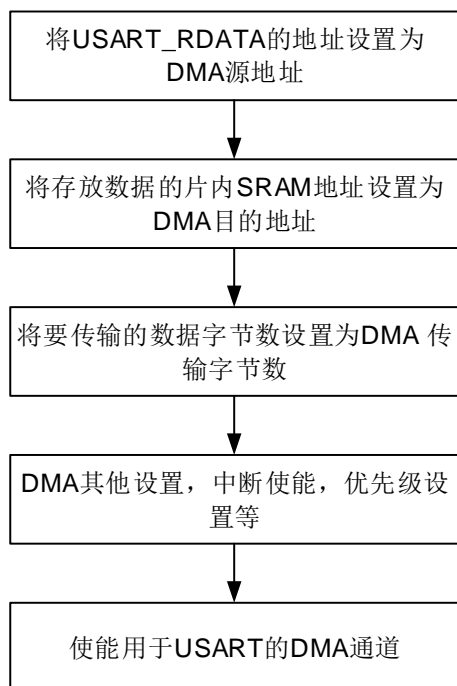 将USART_RDATA的地址设置为
DMA源地址
将存放数据的片内SRAM地址设置为
DMA目的地址
将要传输的数据字节数设置为DMA 传
输字节数
DMA其他设置，中断使能，优先级设
置等
使能用于USART的DMA通道